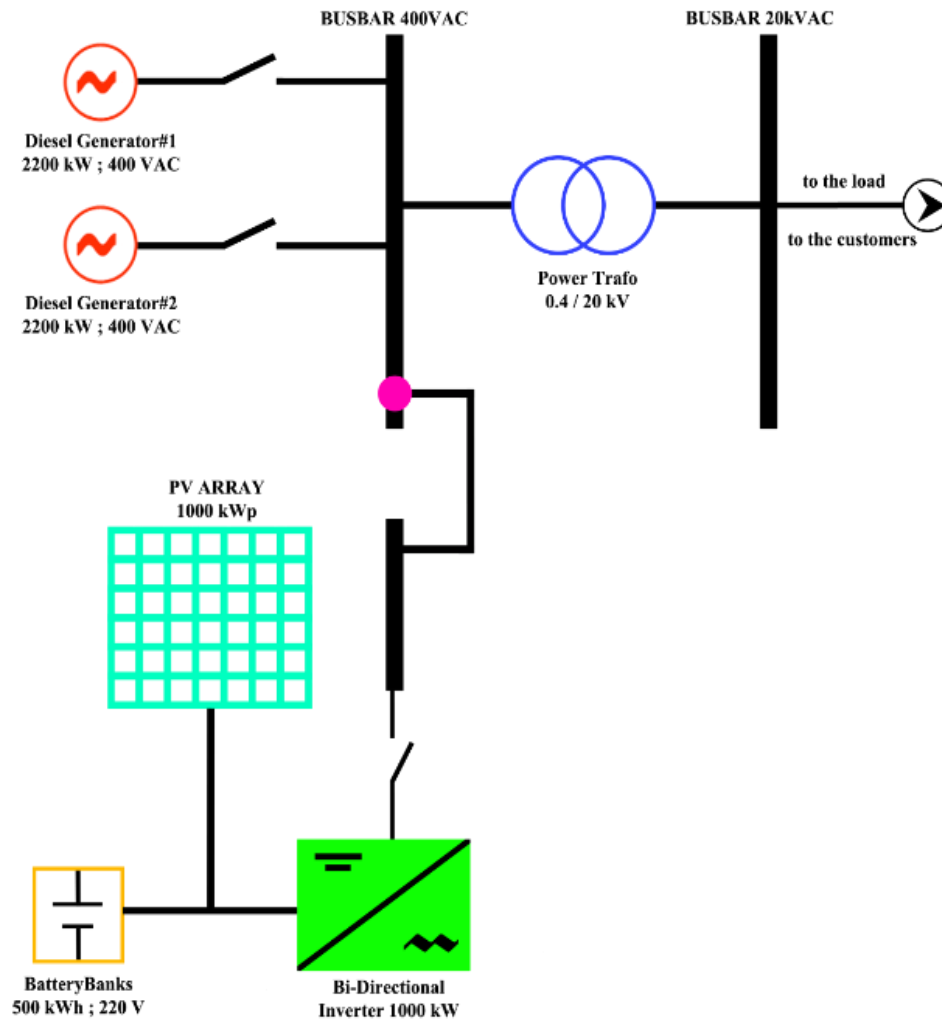 BUSBAR 400VAC
BUSBAR 20kVAC
Diesel Generator#1
2200 kW ; 400 VAC
to the load
to the customers
Diesel Generator#2
2200 kW ; 400 VAC
Power Trafo
0.4 / 20 kV
PV ARRAY
1000 kWp
BatteryBanks
500 kWh ; 220 V
Bi-Directional
Inverter 1000 kW